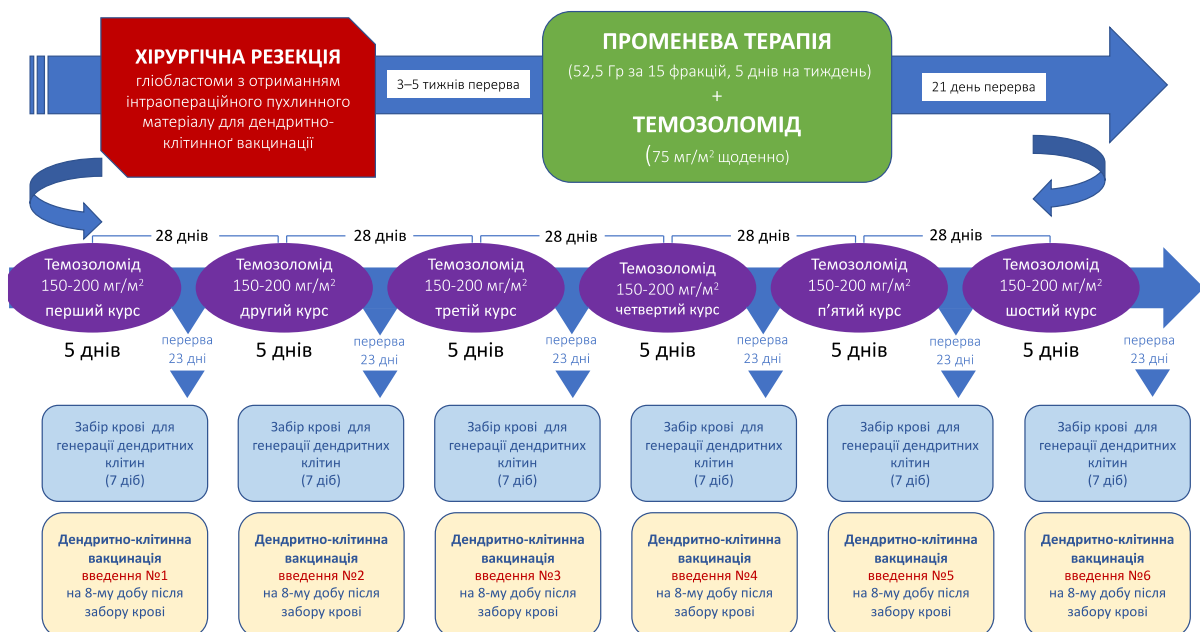 ХІРУРГІЧНА РЕЗЕКЦІЯ
гліобластоми з отриманням
інтраопераційного пухлинного
матеріалу для дендритно-
клітинної вакцинації
3–5 тижнів перерва
ПРОМЕНЕВА ТЕРАПІЯ
(52,5 Гр за 15 фракцій, 5 днів на тиждень)
+
ТЕМОЗОЛОМІД
(75 мг/м² щоденно)
21 день перерва
28 днів
28 днів
28 днів
28 днів
28 днів
Темозоломід
150-200 мг/м²
перший курс
Темозоломід
150-200 мг/м²
другий курс
Темозоломід
150-200 мг/м²
третій курс
Темозоломід
150-200 мг/м²
четвертий курс
Темозоломід
150-200 мг/м²
п’ятий курс
Темозоломід
150-200 мг/м²
шостий курс
5 днів
перерва
23 дні
5 днів
перерва
23 дні
5 днів
перерва
23 дні
5 днів
перерва
23 дні
5 днів
перерва
23 дні
5 днів
перерва
23 дні
Забір крові для
генерації дендритних
клітин
(7 діб)
Забір крові для
генерації дендритних
клітин
(7 діб)
Забір крові для
генерації дендритних
клітин
(7 діб)
Забір крові для
генерації дендритних
клітин
(7 діб)
Забір крові для
генерації дендритних
клітин
(7 діб)
Забір крові для
генерації дендритних
клітин
(7 діб)
Дендритно-клітинна
вакцинація
введення №1
на 8-му добу після
забору крові
Дендритно-клітинна
вакцинація
введення №2
на 8-му добу після
забору крові
Дендритно-клітинна
вакцинація
введення №3
на 8-му добу після
забору крові
Дендритно-клітинна
вакцинація
введення №4
на 8-му добу після
забору крові
Дендритно-клітинна
вакцинація
введення №5
на 8-му добу після
забору крові
Дендритно-клітинна
вакцинація
введення №6
на 8-му добу після
забору крові